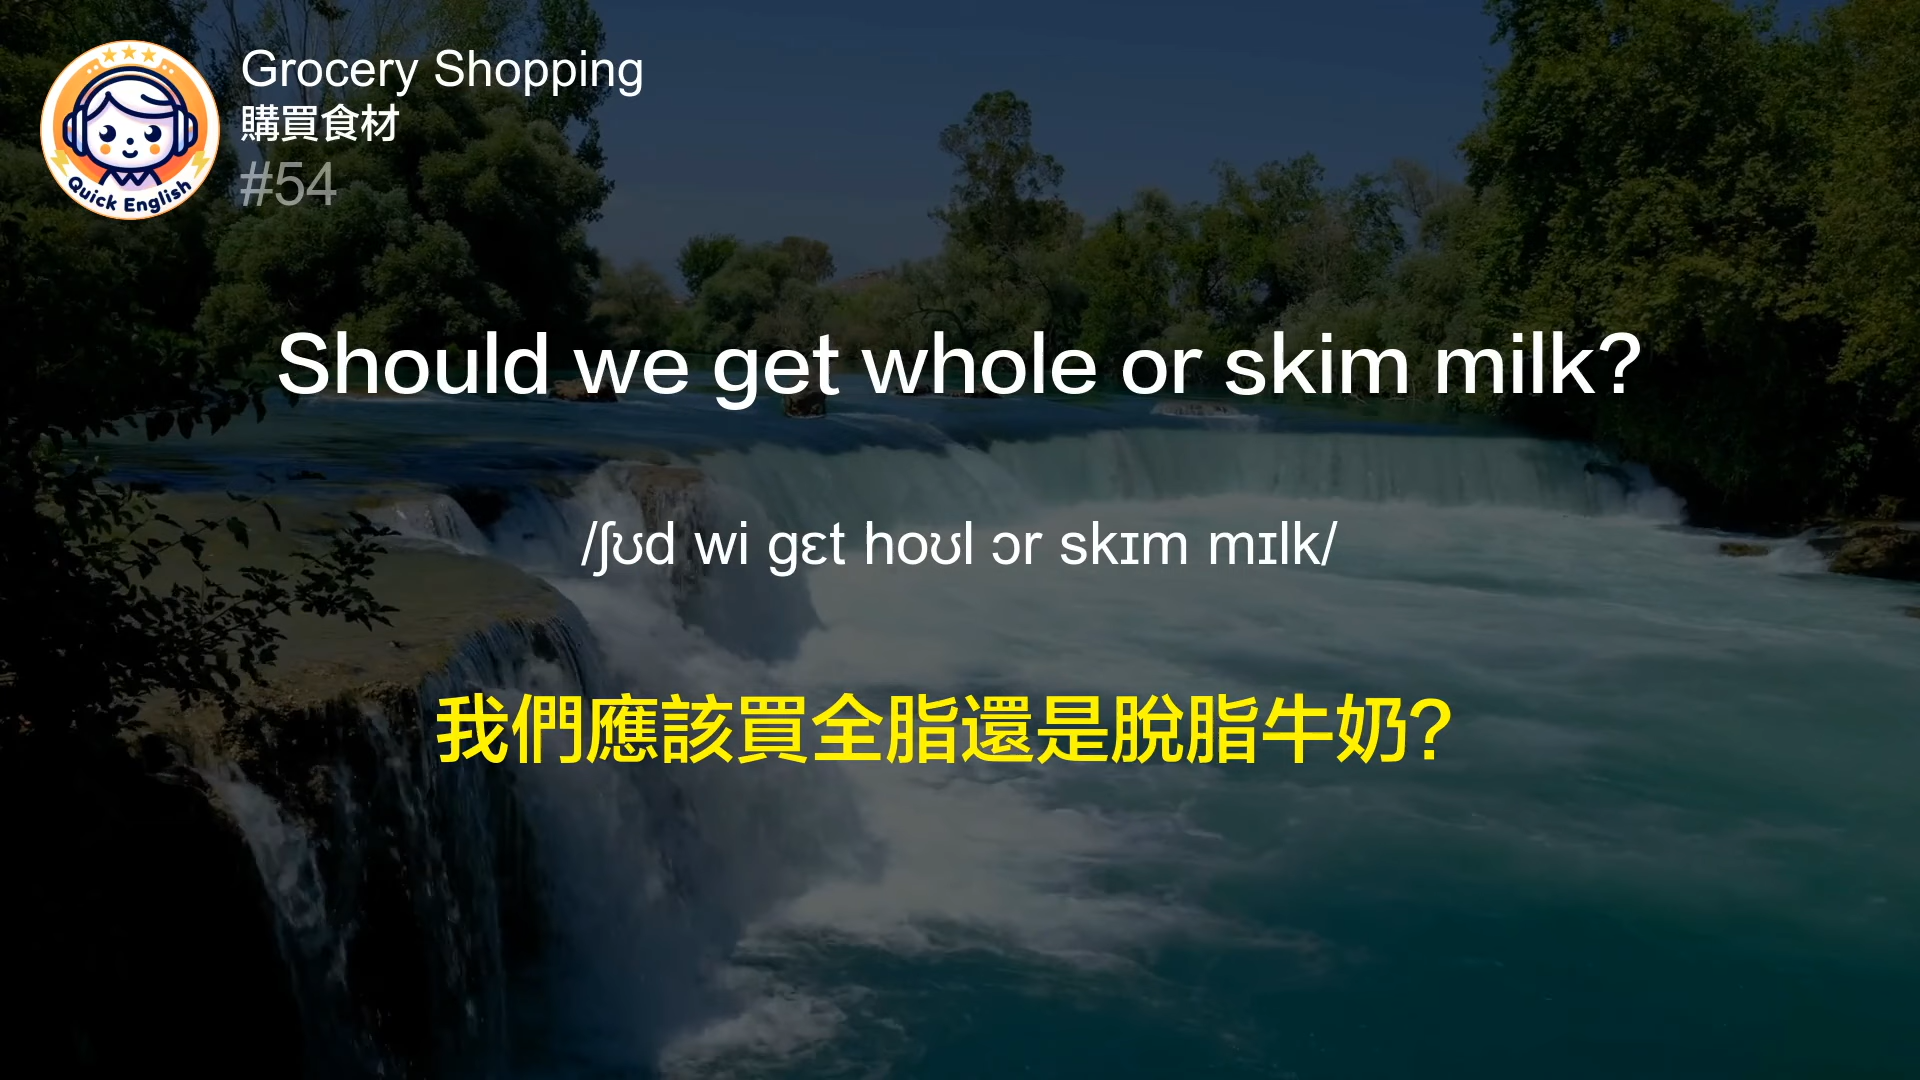 Quick English
Grocery Shopping
購買食材
#54
Should we get whole or skim milk?
/ʃʊd wi gɛt hoʊl ɔr skɪm mɪlk/
我們應該買全脂還是脫脂牛奶?